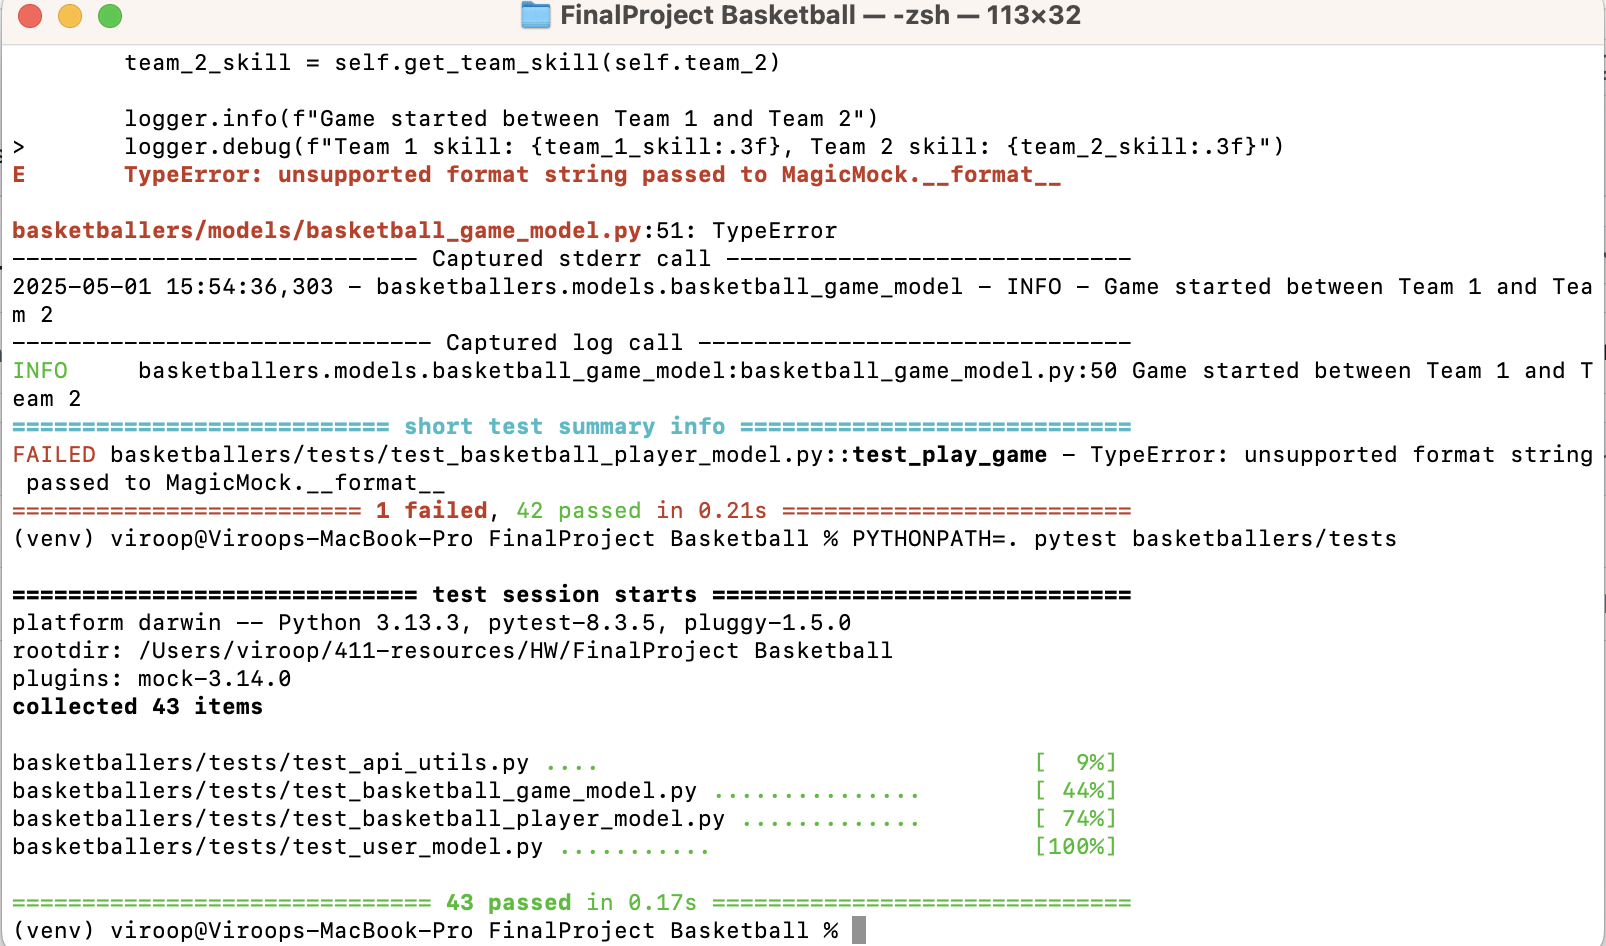 FinalProject Basketball — -zsh — 113×32
team_2_skill = self.get_team_skill(self.team_2)
logger.info(f"Game started between Team 1 and Team 2")
> logger.debug(f"Team 1 skill: {team_1_skill:.3f}, Team 2 skill: {team_2_skill:.3f}")
E TypeError: unsupported format string passed to MagicMock.__format__
basketballers/models/basketball_game_model.py:51: TypeError
----------------------------- Captured stderr call -----------------------------
2025-05-01 15:54:36,303 - basketballers.models.basketball_game_model - INFO - Game started between Team 1 and Tea
m 2
------------------------------ Captured log call -------------------------------
INFO     basketballers.models.basketball_game_model:basketball_game_model.py:50 Game started between Team 1 and T
eam 2
=========================== short test summary info ============================
FAILED basketballers/tests/test_basketball_player_model.py::test_play_game - TypeError: unsupported format string
 passed to MagicMock.__format__
========================= 1 failed, 42 passed in 0.21s =========================
(venv) viroop@Viroops-MacBook-Pro FinalProject Basketball % PYTHONPATH=. pytest basketballers/tests
============================= test session starts ==============================
platform darwin -- Python 3.13.3, pytest-8.3.5, pluggy-1.5.0
rootdir: /Users/viroop/411-resources/HW/FinalProject Basketball
plugins: mock-3.14.0
collected 43 items
basketballers/tests/test_api_utils.py .... [  9%]
basketballers/tests/test_basketball_game_model.py ............... [ 44%]
basketballers/tests/test_basketball_player_model.py ............. [ 74%]
basketballers/tests/test_user_model.py ........... [100%]
============================== 43 passed in 0.17s ==============================
(venv) viroop@Viroops-MacBook-Pro FinalProject Basketball %